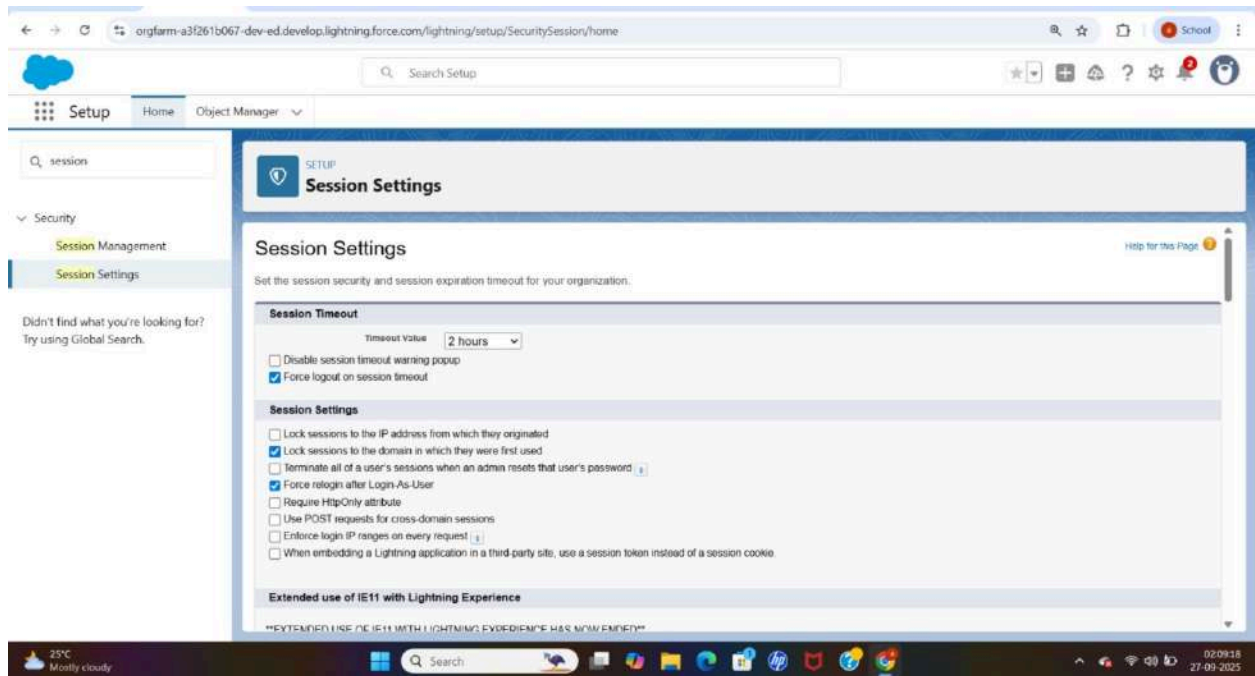 orgfarm-a3f261b067-dev-ed.develop.lightning.force.com/lightning/setup/SecuritySession/home
School
Search Setup
2
Setup Home Object Manager
session
SETUP
Session Settings
Security
Session Management
Session Settings
Didn't find what you're looking for?
Try using Global Search.
Session Settings
Help for this Page
Set the session security and session expiration timeout for your organization.
Session Timeout
Timeout Value 2 hours
Disable session timeout warning popup
Force logout on session timeout
Session Settings
Lock sessions to the IP address from which they originated
Lock sessions to the domain in which they were first used
Terminate all of a user's sessions when an admin resets that user's password
Force relogin after Login-As-User
Require HttpOnly attribute
Use POST requests for cross-domain sessions
Enforce login IP ranges on every request
When embedding a Lightning application in a third-party site, use a session token instead of a session cookie.
Extended use of IE11 with Lightning Experience
**EXTENDED USE OF IE11 WITH LIGHTNING EXPERIENCE HAS NOW ENDED**
25°C
Mostly cloudy
Search
02:09:18
27-09-2025